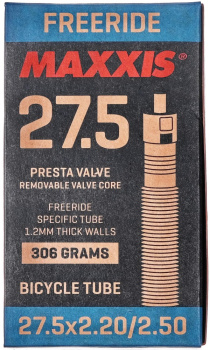 FREERIDE
MAXXIS®
27.5
PRESTA VALVE
REMOVABLE VALVE CORE
FREERIDE
SPECIFIC TUBE
1.2MM THICK WALLS
306 GRAMS
BICYCLE TUBE
27.5x2.20/2.50